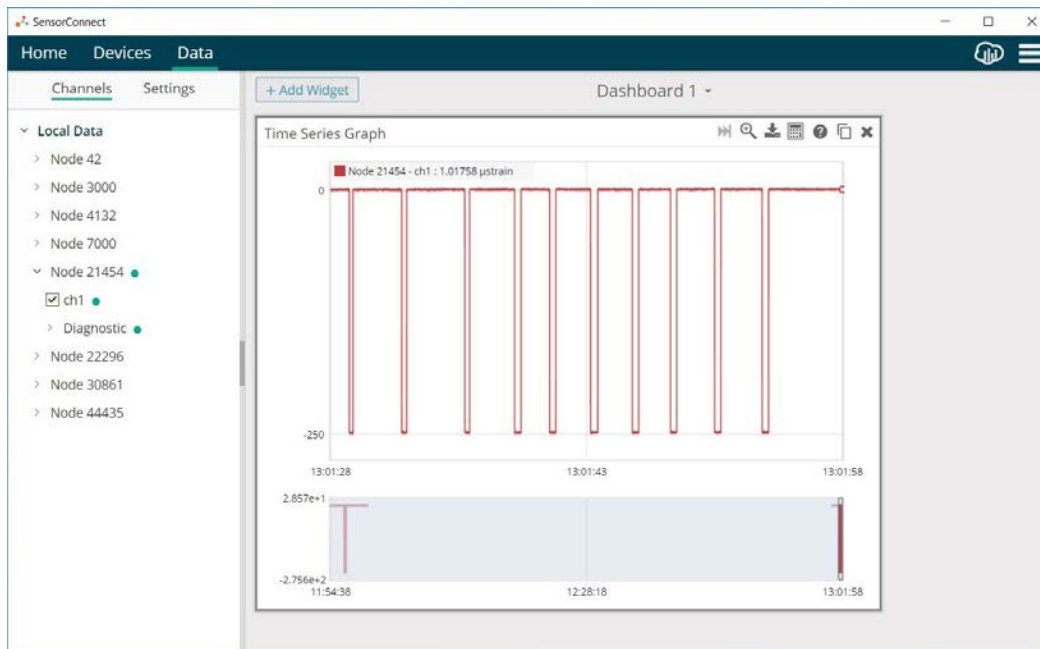 SensorConnect
Home Devices Data
Channels Settings
Local Data
Node 42
Node 3000
Node 4132
Node 7000
Node 21454
ch1
Diagnostic
Node 22296
Node 30861
Node 44435
+ Add Widget
Dashboard 1
Time Series Graph
Node 21454 - ch1 : 1.01758 µstrain
0
-250
13:01:28 13:01:43 13:01:58
2.857e+1
-2.756e+2
11:54:38 12:28:18 13:01:58